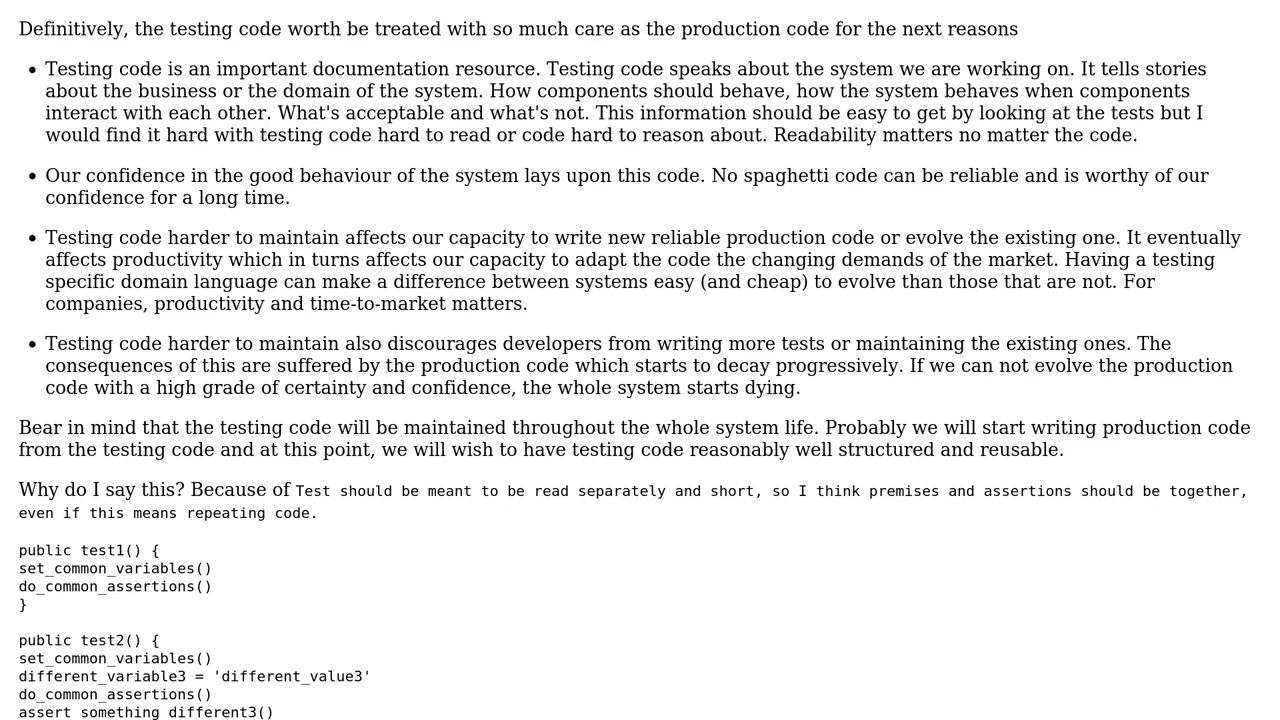 Definitively, the testing code worth be treated with so much care as the production code for the next reasons
• Testing code is an important documentation resource. Testing code speaks about the system we are working on. It tells stories
about the business or the domain of the system. How components should behave, how the system behaves when components
interact with each other. What's acceptable and what's not. This information should be easy to get by looking at the tests but I
would find it hard with testing code hard to read or code hard to reason about. Readability matters no matter the code.
• Our confidence in the good behaviour of the system lays upon this code. No spaghetti code can be reliable and is worthy of our
confidence for a long time.
• Testing code harder to maintain affects our capacity to write new reliable production code or evolve the existing one. It eventually
affects productivity which in turns affects our capacity to adapt the code the changing demands of the market. Having a testing
specific domain language can make a difference between systems easy (and cheap) to evolve than those that are not. For
companies, productivity and time-to-market matters.
• Testing code harder to maintain also discourages developers from writing more tests or maintaining the existing ones. The
consequences of this are suffered by the production code which starts to decay progressively. If we can not evolve the production
code with a high grade of certainty and confidence, the whole system starts dying.
Bear in mind that the testing code will be maintained throughout the whole system life. Probably we will start writing production code
from the testing code and at this point, we will wish to have testing code reasonably well structured and reusable.
Why do I say this? Because of Test should be meant to be read separately and short, so I think premises and assertions should be together,
even if this means repeating code.
public test1() {
set_common_variables()
do_common_assertions()
}
public test2() {
set_common_variables()
different_variable3 = 'different_value3'
do_common_assertions()
assert something different3()